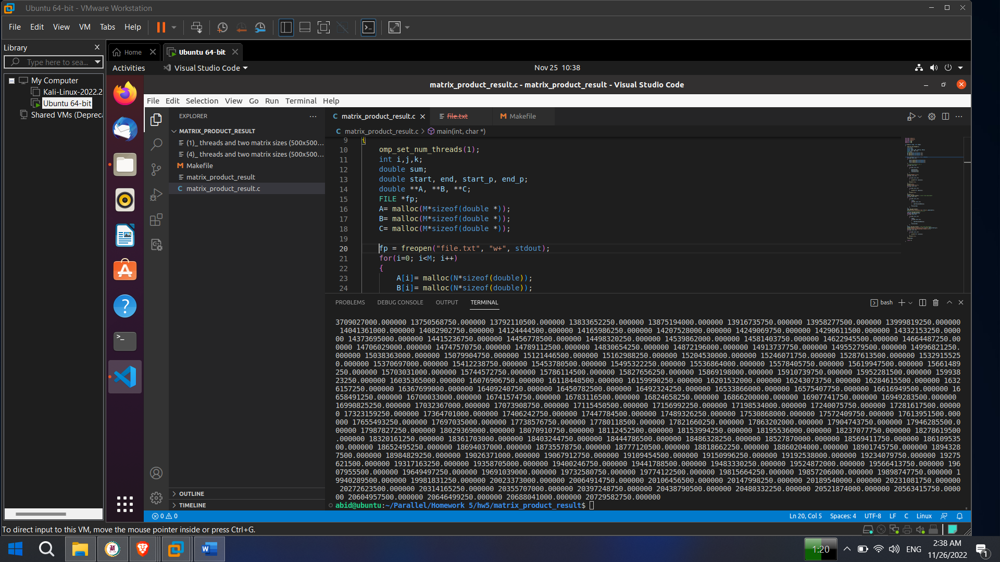 Ubuntu 64-bit - VMware Workstation
File Edit View VM Tabs Help
Library
Type here to sea...
My Computer
Kali-Linux-2022.2
Ubuntu 64-bit
Shared VMs (Depreca
Home
Ubuntu 64-bit
Activities
Visual Studio Code
Nov 25 10:38
matrix_product_result.c - matrix_product_result - Visual Studio Code
File Edit Selection View Go Run Terminal Help
EXPLORER
MATRIX_PRODUCT_RESULT
(1)_ threads and two matrix sizes (500x500...
(4)_ threads and two matrix sizes (500x500...
Makefile
matrix_product_result
C matrix_product_result.c
OUTLINE
TIMELINE
C matrix_product_result.c
file.txt
Makefile
C matrix_product_result.c > main(int, char *)
9 {
10 omp_set_num_threads(1);
11 int i,j,k;
12 double sum;
13 double start, end, start_p, end_p;
14 double **A, **B, **C;
15 FILE *fp;
16 A= malloc(M*sizeof(double *));
17 B= malloc(M*sizeof(double *));
18 C= malloc(M*sizeof(double *));
19
20 fp = freopen("file.txt", "w+", stdout);
21 for(i=0; i<M; i++)
22 {
23 A[i]= malloc(N*sizeof(double));
24 B[i]= malloc(N*sizeof(double));
PROBLEMS DEBUG CONSOLE OUTPUT TERMINAL
bash
3709027000.000000 13750568750.000000 13792110500.000000 13833652250.000000 13875194000.000000 13916735750.000000 13958277500.000000 13999819250.000000
14041361000.000000 14082902750.000000 14124444500.000000 14165986250.000000 14207528000.000000 14249069750.000000 14290611500.000000 14332153250.0000
00 14373695000.000000 14415236750.000000 14456778500.000000 14498320250.000000 14539862000.000000 14581403750.000000 14622945500.000000 14664487250.00
0000 14706029000.000000 14747570750.000000 14789112500.000000 14830654250.000000 14872196000.000000 14913737750.000000 14955279500.000000 14996821250.
000000 15038363000.000000 15079904750.000000 15121446500.000000 15162988250.000000 15204530000.000000 15246071750.000000 15287613500.000000 1532915525
0.000000 15370697000.000000 15412238750.000000 15453780500.000000 15495322250.000000 15536864000.000000 15578405750.000000 15619947500.000000 15661489
250.000000 15703031000.000000 15744572750.000000 15786114500.000000 15827656250.000000 15869198000.000000 15910739750.000000 15952281500.000000 159938
23250.000000 16035365000.000000 16076906750.000000 16118448500.000000 16159990250.000000 16201532000.000000 16243073750.000000 16284615500.000000 1632
6157250.000000 16367699000.000000 16409240750.000000 16450782500.000000 16492324250.000000 16533866000.000000 16575407750.000000 16616949500.000000 16
658491250.000000 16700033000.000000 16741574750.000000 16783116500.000000 16824658250.000000 16866200000.000000 16907741750.000000 16949283500.000000
16990825250.000000 17032367000.000000 17073908750.000000 17115450500.000000 17156992250.000000 17198534000.000000 17240075750.000000 17281617500.00000
0 17323159250.000000 17364701000.000000 17406242750.000000 17447784500.000000 17489326250.000000 17530868000.000000 17572409750.000000 17613951500.000
000 17655493250.000000 17697035000.000000 17738576750.000000 17780118500.000000 17821660250.000000 17863202000.000000 17904743750.000000 17946285500.0
00000 17987827250.000000 18029369000.000000 18070910750.000000 18112452500.000000 18153994250.000000 18195536000.000000 18237077750.000000 18278619500
.000000 18320161250.000000 18361703000.000000 18403244750.000000 18444786500.000000 18486328250.000000 18527870000.000000 18569411750.000000 186109535
00.000000 18652495250.000000 18694037000.000000 18735578750.000000 18777120500.000000 18818662250.000000 18860204000.000000 18901745750.000000 1894328
7500.000000 18984829250.000000 19026371000.000000 19067912750.000000 19109454500.000000 19150996250.000000 19192538000.000000 19234079750.000000 19275
621500.000000 19317163250.000000 19358705000.000000 19400246750.000000 19441788500.000000 19483330250.000000 19524872000.000000 19566413750.000000 196
07955500.000000 19649497250.000000 19691039000.000000 19732580750.000000 19774122500.000000 19815664250.000000 19857206000.000000 19898747750.000000 1
9940289500.000000 19981831250.000000 20023373000.000000 20064914750.000000 20106456500.000000 20147998250.000000 20189540000.000000 20231081750.000000
20272623500.000000 20314165250.000000 20355707000.000000 20397248750.000000 20438790500.000000 20480332250.000000 20521874000.000000 20563415750.0000
00 20604957500.000000 20646499250.000000 20688041000.000000 20729582750.000000
abid@ubuntu:~/Parallel/Homework 5/hw5/matrix_product_result$
0 0
Ln 20, Col 5 Spaces: 4 UTF-8 LF C Linux
To direct input to this VM, move the mouse pointer inside or press Ctrl+G.
1:20
ENG
2:38 AM
11/26/2022
1